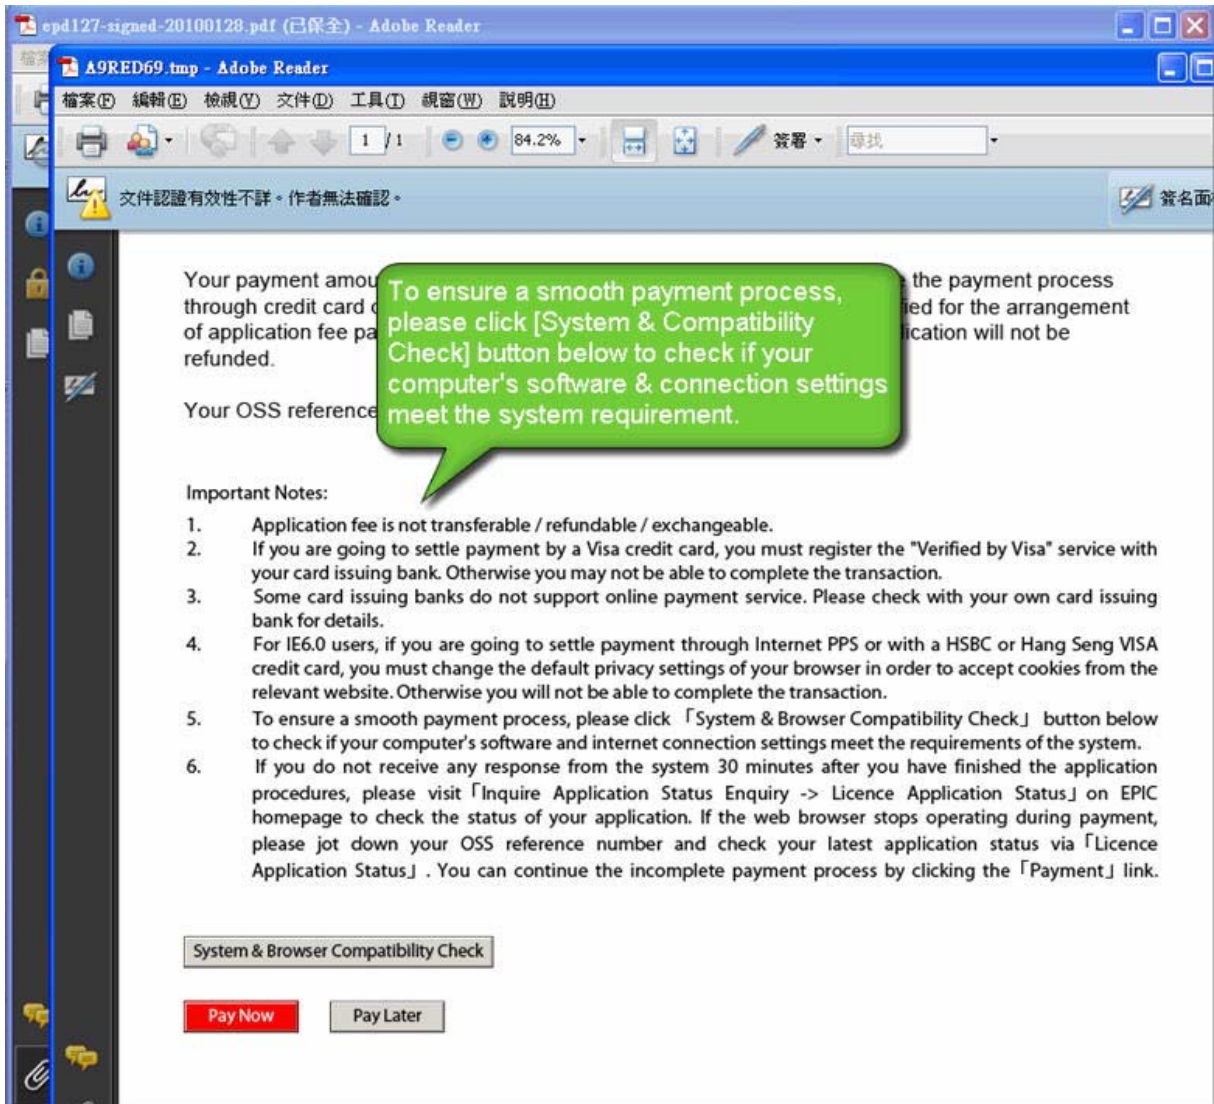 epd127-signed-20100128.pdf (已保全) - Adobe Reader
A9RED69.tmp - Adobe Reader
檔案(F) 編輯(E) 檢視(V) 文件(D) 工具(T) 視窗(W) 說明(H)
1 / 1 84.2% 簽署 尋找
文件認證有效性不詳。作者無法確認。 簽名面
Your payment amou
the payment process
through credit card
ied for the arrangement
of application fee pa
lication will not be
refunded.
Your OSS reference
To ensure a smooth payment process,
please click [System & Compatibility
Check] button below to check if your
computer's software & connection settings
meet the system requirement.
Important Notes:
1. Application fee is not transferable / refundable / exchangeable.
2. If you are going to settle payment by a Visa credit card, you must register the "Verified by Visa" service with
your card issuing bank. Otherwise you may not be able to complete the transaction.
3. Some card issuing banks do not support online payment service. Please check with your own card issuing
bank for details.
4. For IE6.0 users, if you are going to settle payment through Internet PPS or with a HSBC or Hang Seng VISA
credit card, you must change the default privacy settings of your browser in order to accept cookies from the
relevant website. Otherwise you will not be able to complete the transaction.
5. To ensure a smooth payment process, please click 「System & Browser Compatibility Check」 button below
to check if your computer's software and internet connection settings meet the requirements of the system.
6. If you do not receive any response from the system 30 minutes after you have finished the application
procedures, please visit「Inquire Application Status Enquiry -> Licence Application Status」on EPIC
homepage to check the status of your application. If the web browser stops operating during payment,
please jot down your OSS reference number and check your latest application status via「Licence
Application Status」. You can continue the incomplete payment process by clicking the「Payment」link.
System & Browser Compatibility Check
Pay Now Pay Later